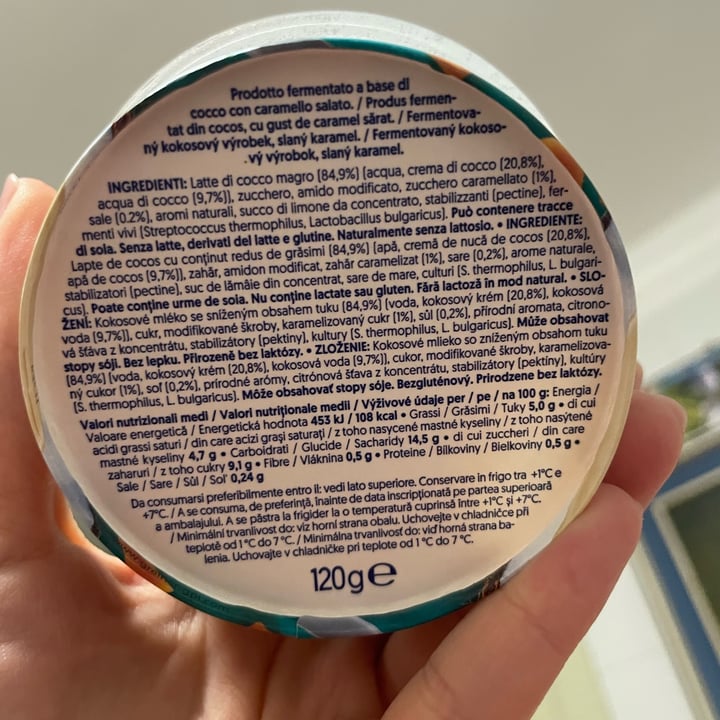 Prodotto fermentato a base di
cocco con caramello salato. / Produs fermen-
tat din cocos, cu gust de caramel sărat. / Fermentova-
ný kokosový výrobek, slaný karamel. / Fermentovaný kokoso-
vý výrobok, slaný karamel.
INGREDIENTI: Latte di cocco magro [84,9%] [acqua, crema di cocco [20,8%],
acqua di cocco [9,7%]], zucchero, amido modificato, zucchero caramellato [1%],
sale [0,2%], aromi naturali, succo di limone da concentrato, stabilizzanti [pectine], fer-
menti vivi [Streptococcus thermophilus, Lactobacillus bulgaricus]. Può contenere tracce
di soia. Senza latte, derivati del latte e glutine. Naturalmente senza lattosio. • INGREDIENTE:
Lapte de cocos cu conținut redus de grăsimi [84,9%] [apă, cremă de nucă de cocos [20,8%],
apă de cocos [9,7%]], zahăr, amidon modificat, zahăr caramelizat [1%], sare [0,2%], arome naturale,
stabilizatori [pectine], suc de lămâie din concentrat, sare de mare, culturi [S. thermophilus, L. bulgari-
cus]. Poate conține urme de soia. Nu conține lactate sau gluten. Fără lactoză în mod natural. • SLO-
ŽENÍ: Kokosové mléko se sníženým obsahem tuku [84,9%] [voda, kokosový krém [20,8%], kokosová
voda [9,7%]], cukr, modifikované škroby, karamelizovaný cukr [1%], sůl [0,2%], přírodní aromata, citrono-
vá šťáva z koncentrátu, stabilizátory [pektiny], kultury [S. thermophilus, L. bulgaricus]. Může obsahovat
stopy sóji. Bez lepku. Přirozeně bez laktózy. • ZLOŽENIE: Kokosové mlieko so zníženým obsahom tuku
[84,9%] [voda, kokosový krém [20,8%], kokosová voda [9,7%]], cukor, modifikované škroby, karamelizova-
ný cukor [1%], soľ [0,2%], prírodné arómy, citrónová šťava z koncentrátu, stabilizátory [pektíny], kultúry
[S. thermophilus, L. bulgaricus]. Môže obsahovať stopy sóje. Bezgluténový. Prirodzene bez laktózy.
Valori nutrizionali medi / Valori nutriționale medii / Výživové údaje per / pe / na 100 g: Energia /
Valoare energetică / Energetická hodnota 453 kJ / 108 kcal • Grassi / Grăsimi / Tuky 5,0 g • di cui
acidi grassi saturi / din care acizi grași saturați / z toho nasycené mastné kyseliny / z toho nasýtené
mastné kyseliny 4,7 g • Carboidrati / Glucide / Sacharidy 14,5 g • di cui zuccheri / din care
zaharuri / z toho cukry 9,1 g • Fibre / Vláknina 0,5 g • Proteine / Bílkoviny / Bielkoviny 0,5 g •
Sale / Sare / Sůl / Soľ 0,24 g
Da consumarsi preferibilmente entro il: vedi lato superiore. Conservare in frigo tra +1°C e
+7°C. / A se consuma, de preferință, înainte de data inscripționată pe partea superioară
a ambalajului. A se păstra la frigider la o temperatură cuprinsă între +1°C și +7°C.
/ Minimální trvanlivost do: viz horní strana obalu. Uchovejte v chladničce při
teplotě od 1 °C do 7 °C. / Minimálna trvanlivosť do: viď horná strana ba-
lenia. Uchovajte v chladničke pri teplote od 1 °C do 7 °C.
120g e